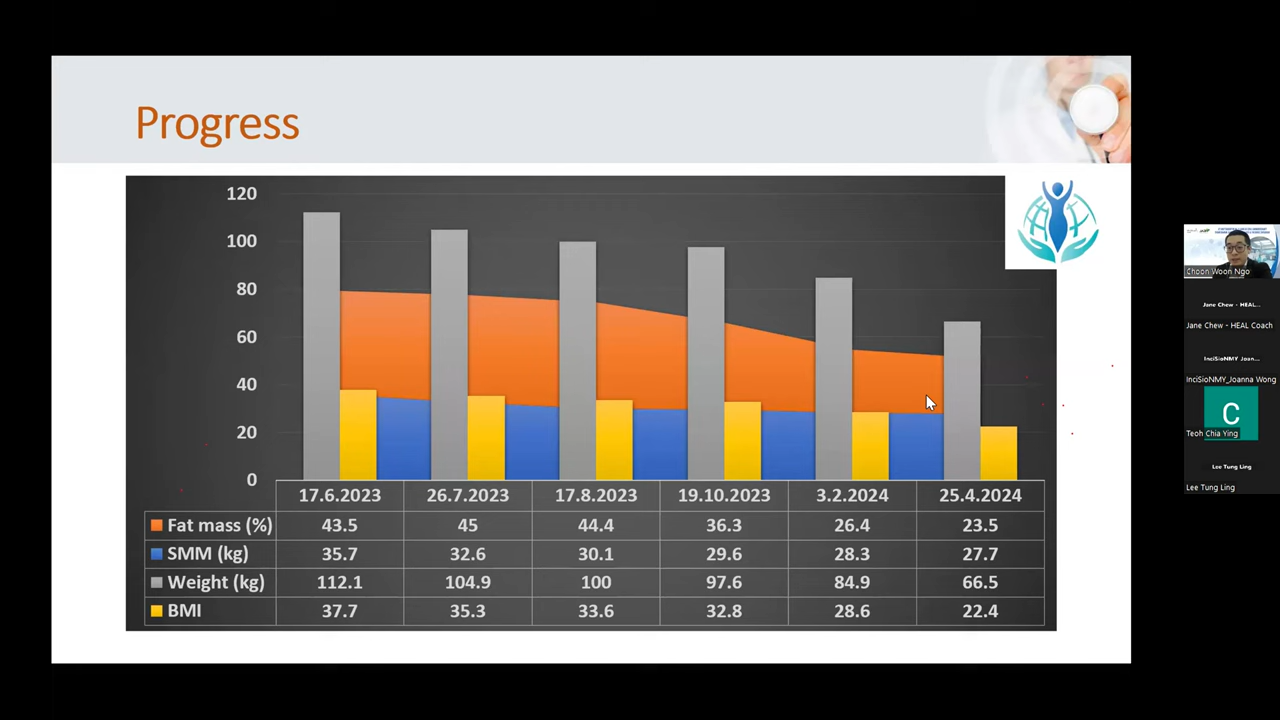 Progress
120
100
80
60
40
20
0
17.6.2023 26.7.2023 17.8.2023 19.10.2023 3.2.2024 25.4.2024
Fat mass (%) 43.5 45 44.4 36.3 26.4 23.5
SMM (kg) 35.7 32.6 30.1 29.6 28.3 27.7
Weight (kg) 112.1 104.9 100 97.6 84.9 66.5
BMI 37.7 35.3 33.6 32.8 28.6 22.4
Choon Woon Ngo
Jane Chew - HEAL...
Jane Chew - HEAL Coach
InciSioNMY_Joan...
InciSioNMY_Joanna Wong
C
Teoh Chia Ying
Lee Tung Ling
Lee Tung Ling